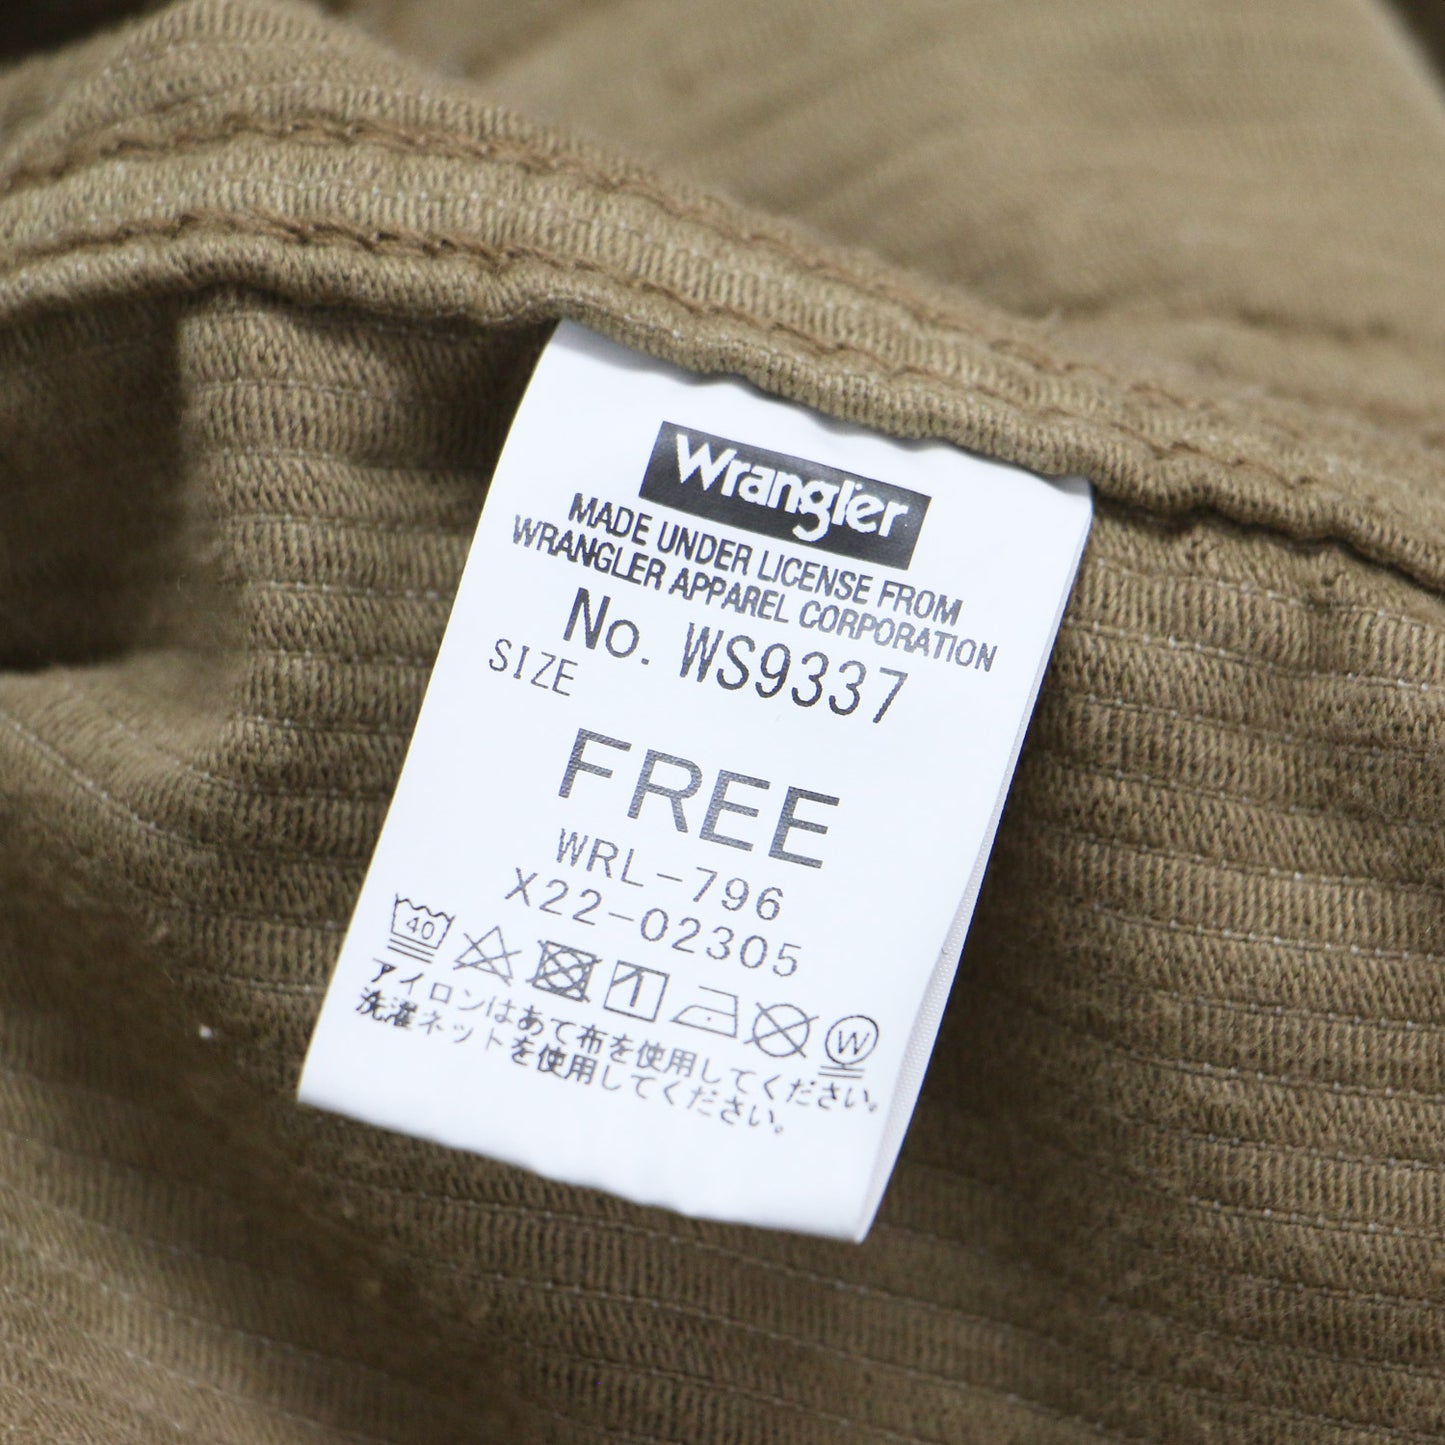 Wrangler
MADE UNDER LICENSE FROM
WRANGLER APPAREL CORPORATION
No. WS9337
SIZE
FREE
WRL-796
X22-02305
40
W
アイロンはあて布を使用してください。
洗濯ネットを使用してください。